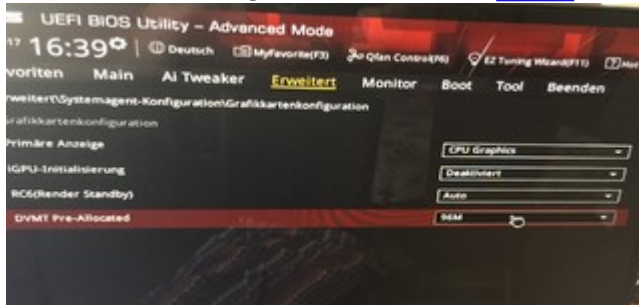 UEFI BIOS Utility – Advanced Mode
16:39 Deutsch MyFavorite(F3) Qfan Control(F6) EZ Tuning Wizard(F11)
voriten Main Ai Tweaker Erweitert Monitor Boot Tool Beenden
rweitert\Systemagent-Konfiguration\Grafikkartenkonfiguration
Grafikkartenkonfiguration
Primäre Anzeige CPU Graphics
iGPU-Initialisierung Deaktiviert
RC6(Render Standby) Auto
DVMT Pre-Allocated 96M